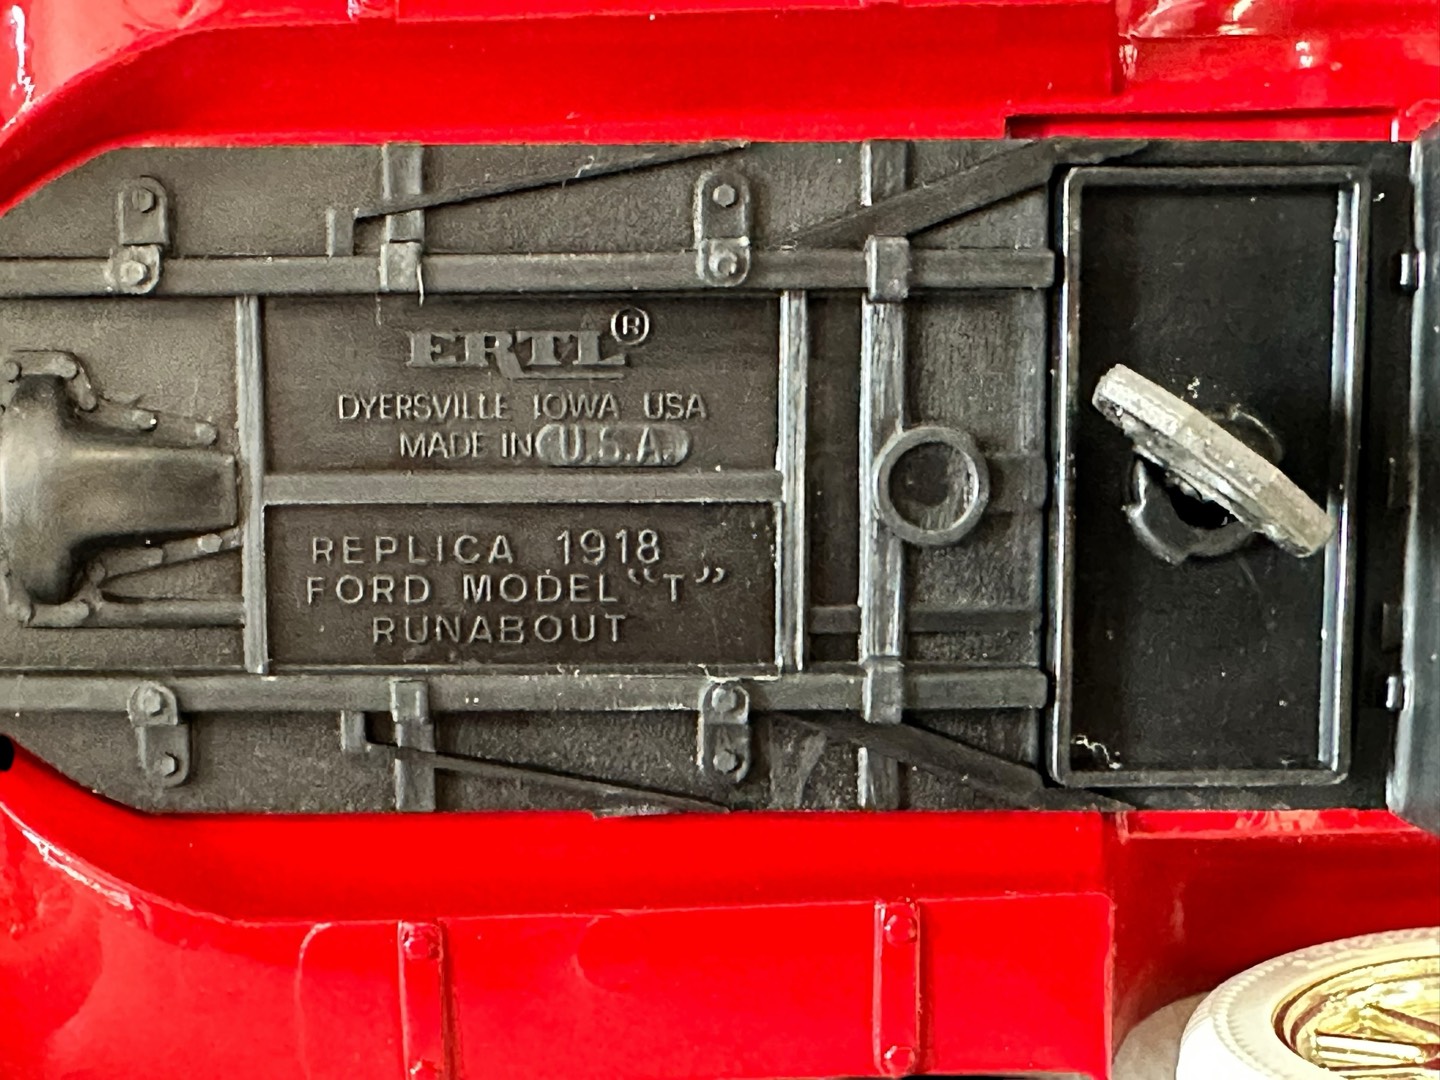 ERTL®
DYERSVILLE IOWA USA
MADE IN U.S.A.
REPLICA 1918
FORD MODEL "T"
RUNABOUT